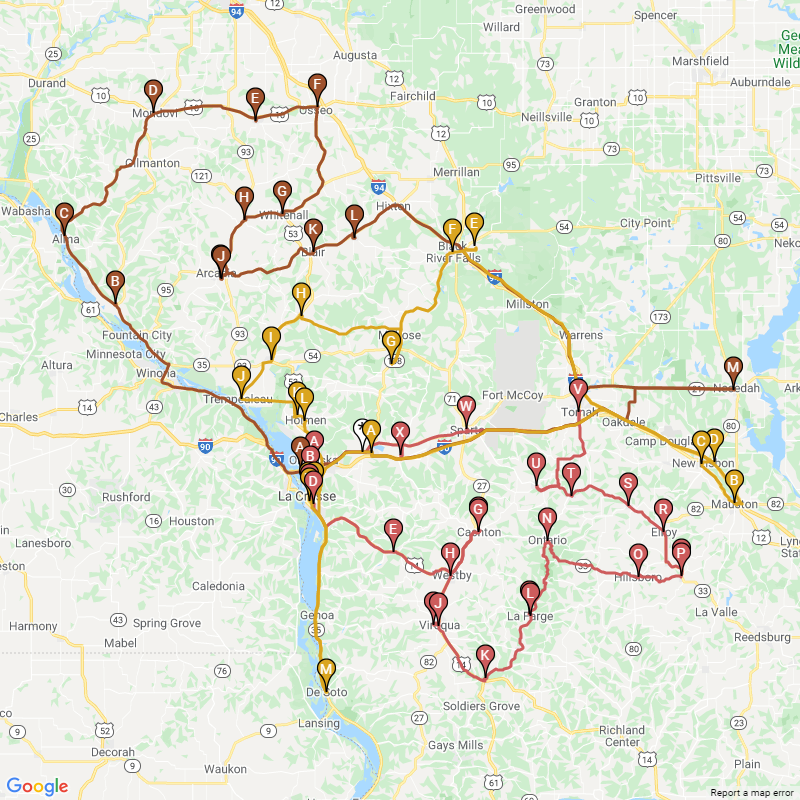 Greenwood
Spencer
Willard
Augusta
Durand
Marshfield
Auburndale
Fairchild
Granton
Neillsville
Mondovi
Osseo
Gilmanton
Merrillan
Pittsville
Wabasha
Whitehall
City Point
Alma
Hixton
Blair
Black
River Falls
Arcadia
Millston
Fountain City
Melrose
Warrens
Minnesota City
Altura
Winona
Necedah
Fort McCoy
Trempealeau
Charles
Holmen
Tomah
Oakdale
Sparta
Camp Douglas
New Lisbon
Onalaska
Rushford
Mauston
La Crosse
Houston
Lanesboro
Cashton
Elroy
Ontario
Westby
Hillsboro
Caledonia
La Farge
Genoa
Spring Grove
Viroqua
La Valle
Harmony
Mabel
Reedsburg
De Soto
Soldiers Grove
Lansing
Richland
Center
Decorah
Gays Mills
Waukon
Plain
Google
Report a map error